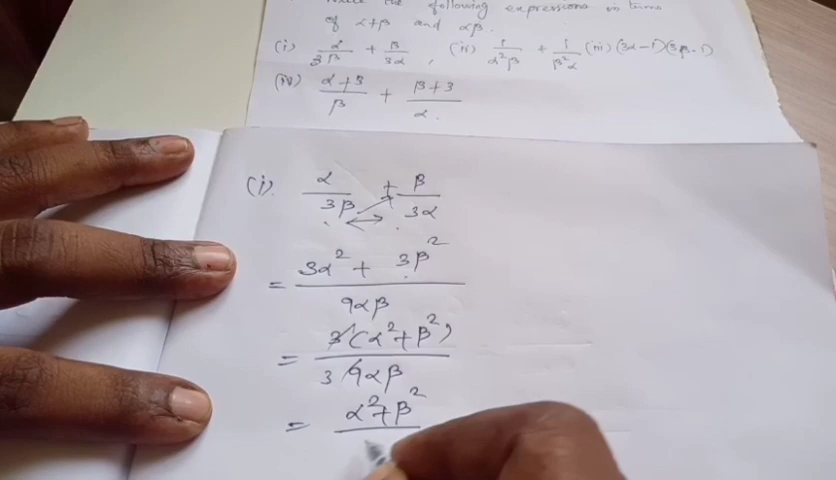 the following expressions in terms
of α+β and αβ.
(i) α/3β + β/3α , (ii) 1/α²β + 1/β²α (iii) (3α-1)(3β-1)
(iv) α+3/β + β+3/α .
(i). α/3β + β/3α
= 3α² + 3β²/9αβ
= 3(α²+β²)/3 9αβ
= α²+β²